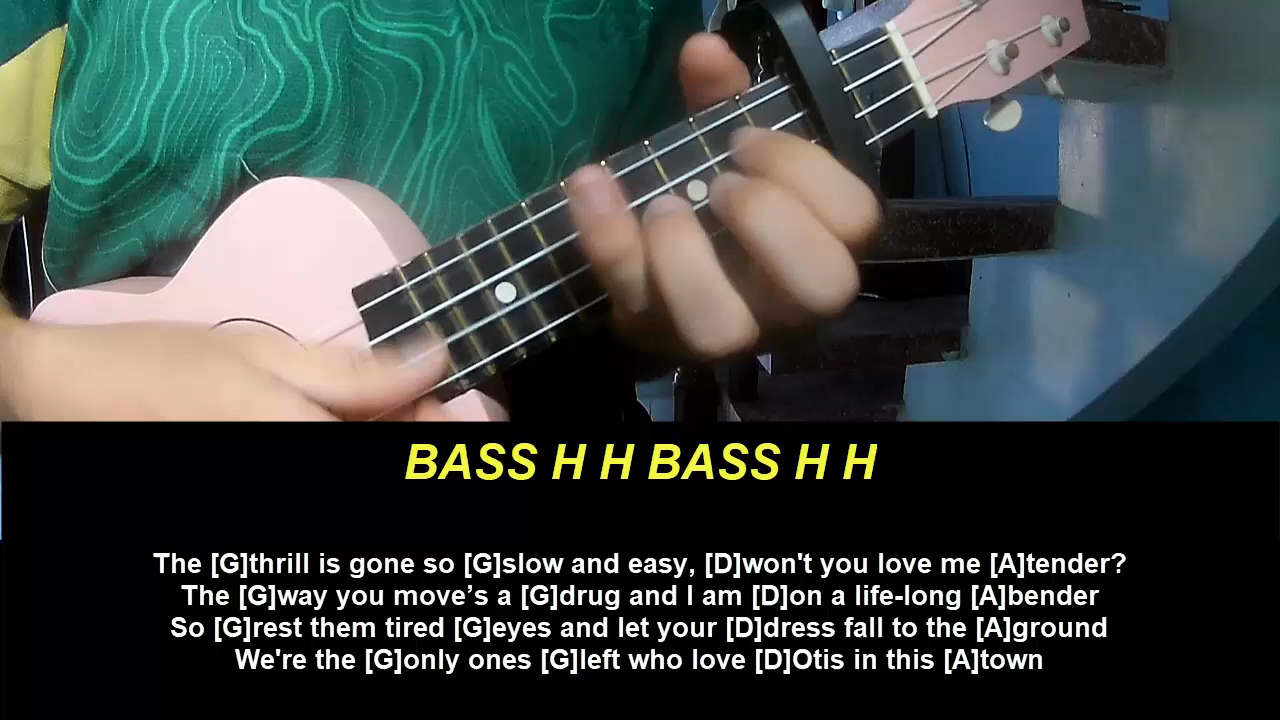 BASS H H BASS H H
The [G]thrill is gone so [G]slow and easy, [D]won't you love me [A]tender?
The [G]way you move’s a [G]drug and I am [D]on a life-long [A]bender
So [G]rest them tired [G]eyes and let your [D]dress fall to the [A]ground
We're the [G]only ones [G]left who love [D]Otis in this [A]town